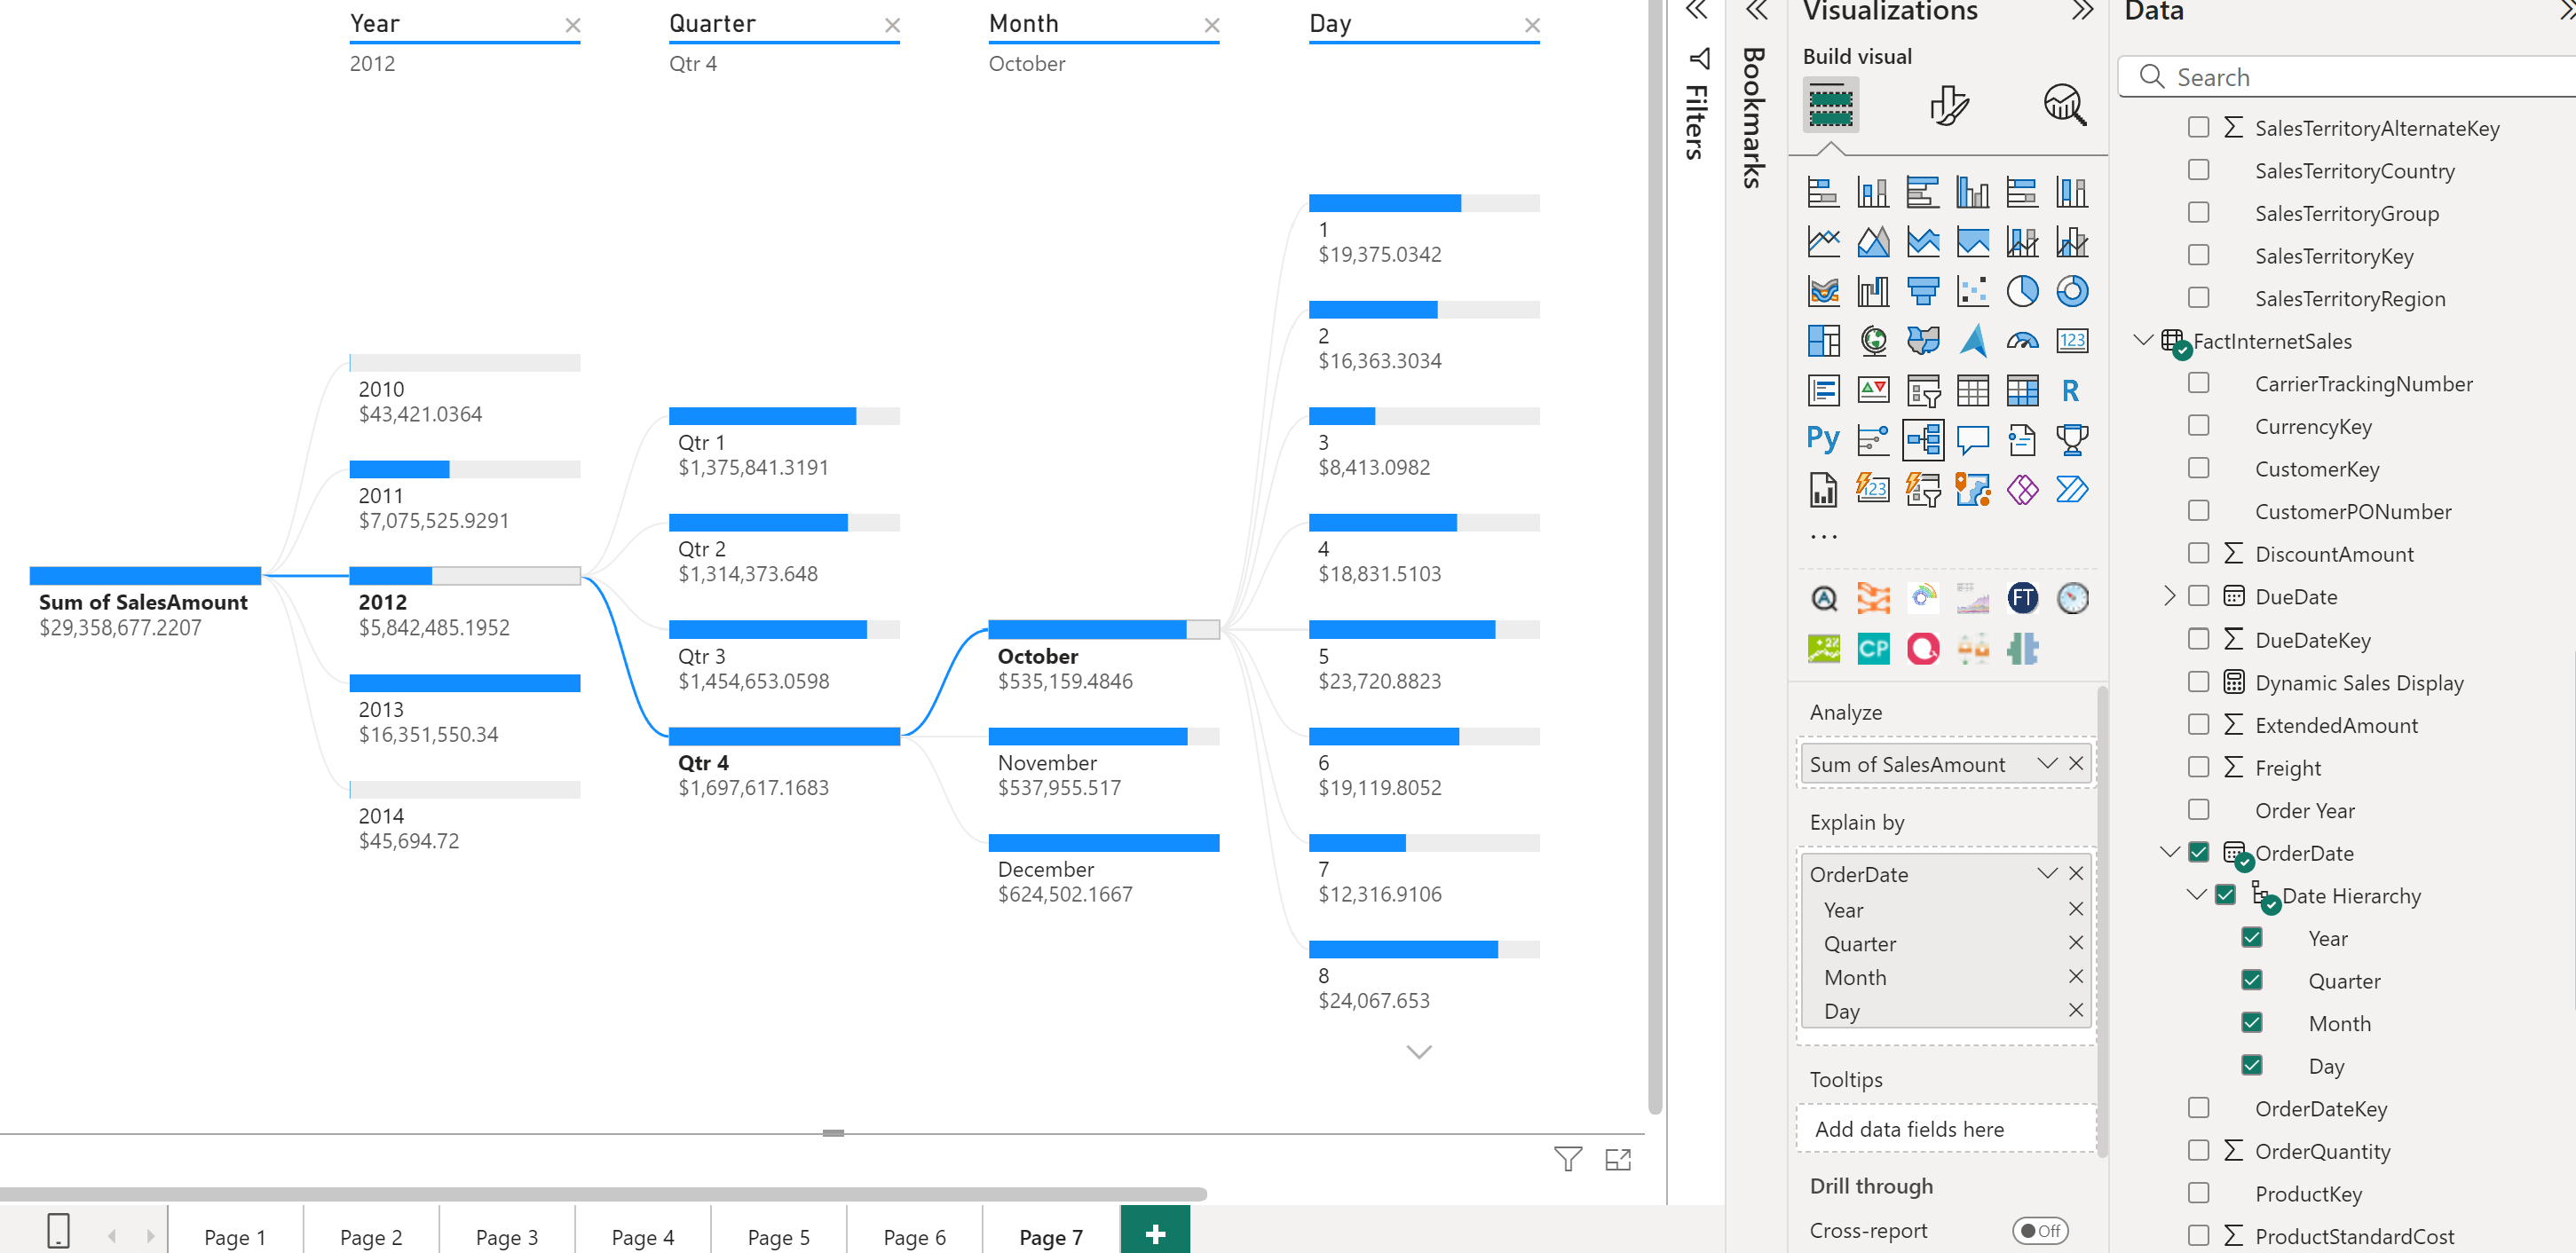 Year
2012
Quarter
Qtr 4
Month
October
Day
Sum of SalesAmount
$29,358,677.2207
2010
$43,421.0364
2011
$7,075,525.9291
2012
$5,842,485.1952
2013
$16,351,550.34
2014
$45,694.72
Qtr 1
$1,375,841.3191
Qtr 2
$1,314,373.648
Qtr 3
$1,454,653.0598
Qtr 4
$1,697,617.1683
October
$535,159.4846
November
$537,955.517
December
$624,502.1667
1
$19,375.0342
2
$16,363.3034
3
$8,413.0982
4
$18,831.5103
5
$23,720.8823
6
$19,119.8052
7
$12,316.9106
8
$24,067.653
Page 1
Page 2
Page 3
Page 4
Page 5
Page 6
Page 7
Filters
Bookmarks
Visualizations
Build visual
123
R
Py
123
FT
+2%
CP
Analyze
Sum of SalesAmount
Explain by
OrderDate
Year
Quarter
Month
Day
Tooltips
Add data fields here
Drill through
Cross-report
Off
Data
Search
SalesTerritoryAlternateKey
SalesTerritoryCountry
SalesTerritoryGroup
SalesTerritoryKey
SalesTerritoryRegion
FactInternetSales
CarrierTrackingNumber
CurrencyKey
CustomerKey
CustomerPONumber
DiscountAmount
DueDate
DueDateKey
Dynamic Sales Display
ExtendedAmount
Freight
Order Year
OrderDate
Date Hierarchy
Year
Quarter
Month
Day
OrderDateKey
OrderQuantity
ProductKey
ProductStandardCost